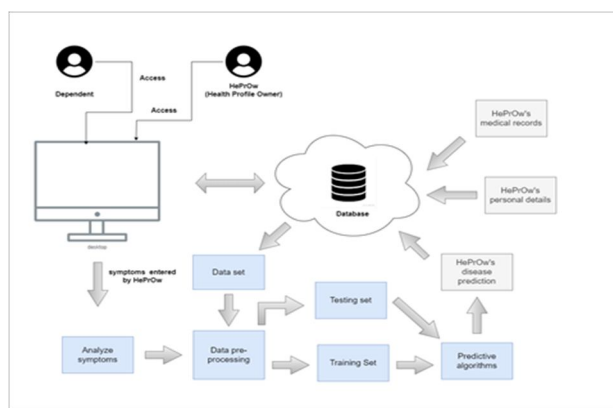 Access
Dependent
HePrOw
(Health Profile Owner)
Access
HePrOw's
medical records
HePrOw's
personal details
Database
desktop
symptoms entered
by HePrOw
Data set
HePrOw's
disease
prediction
Testing set
Analyze
symptoms
Data pre-
processing
Training Set
Predictive
algorithms